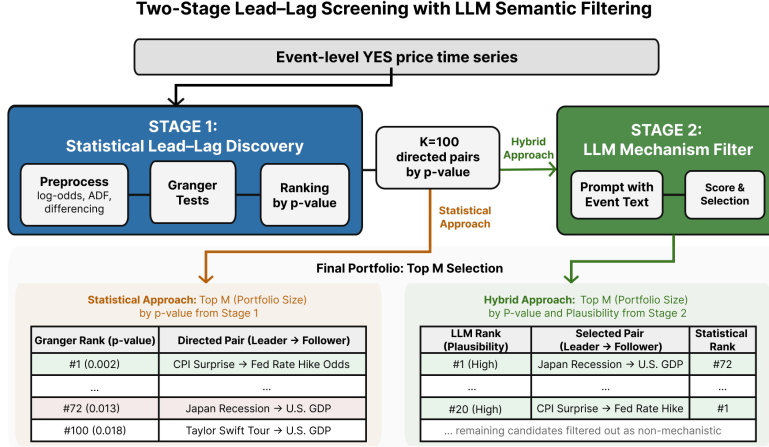 Two-Stage Lead–Lag Screening with LLM Semantic Filtering
Event-level YES price time series
STAGE 1:
Statistical Lead–Lag Discovery
Preprocess
log-odds, ADF,
differencing
Granger
Tests
Ranking
by p-value
K=100
directed pairs
by p-value
Hybrid
Approach
Statistical
Approach
STAGE 2:
LLM Mechanism Filter
Prompt with
Event Text
Score &
Selection
Final Portfolio: Top M Selection
Statistical Approach: Top M (Portfolio Size)
by p-value from Stage 1
Granger Rank (p-value) Directed Pair (Leader → Follower)
#1 (0.002) CPI Surprise → Fed Rate Hike Odds
... ...
#72 (0.013) Japan Recession → U.S. GDP
#100 (0.018) Taylor Swift Tour → U.S. GDP
Hybrid Approach: Top M (Portfolio Size)
by P-value and Plausibility from Stage 2
LLM Rank
(Plausibility)
Selected Pair
(Leader → Follower)
Statistical
Rank
#1 (High) Japan Recession → U.S. GDP #72
... ...
#20 (High) CPI Surprise → Fed Rate Hike #1
... remaining candidates filtered out as non-mechanistic